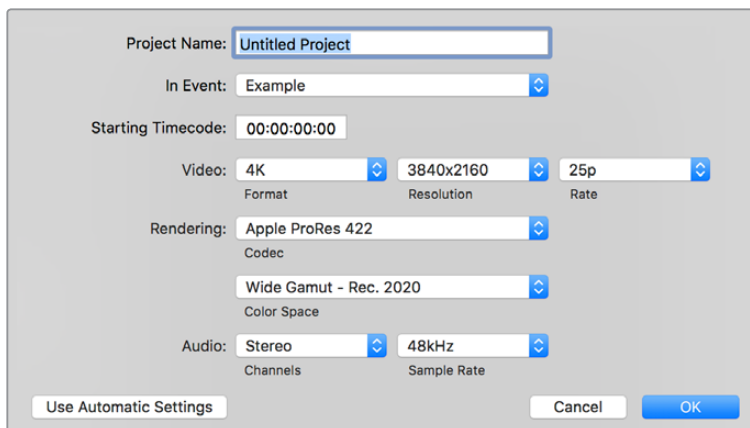 Project Name: Untitled Project
In Event: Example
Starting Timecode: 00:00:00:00
Video: 4K 3840x2160 25p
Format Resolution Rate
Rendering: Apple ProRes 422
Codec
Wide Gamut - Rec. 2020
Color Space
Audio: Stereo 48kHz
Channels Sample Rate
Use Automatic Settings Cancel OK